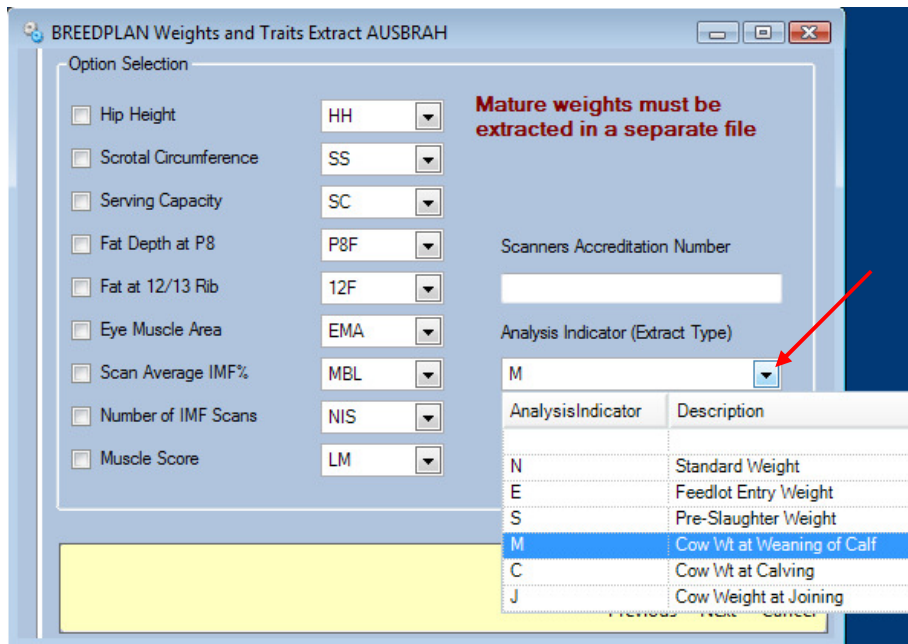 BREEDPLAN Weights and Traits Extract AUSBRAH
Option Selection
Hip Height HH
Scrotal Circumference SS
Serving Capacity SC
Fat Depth at P8 P8F
Fat at 12/13 Rib 12F
Eye Muscle Area EMA
Scan Average IMF% MBL
Number of IMF Scans NIS
Muscle Score LM
Mature weights must be
extracted in a separate file
Scanners Accreditation Number
Analysis Indicator (Extract Type)
M
AnalysisIndicator Description
N Standard Weight
E Feedlot Entry Weight
S Pre-Slaughter Weight
M Cow Wt at Weaning of Calf
C Cow Wt at Calving
J Cow Weight at Joining